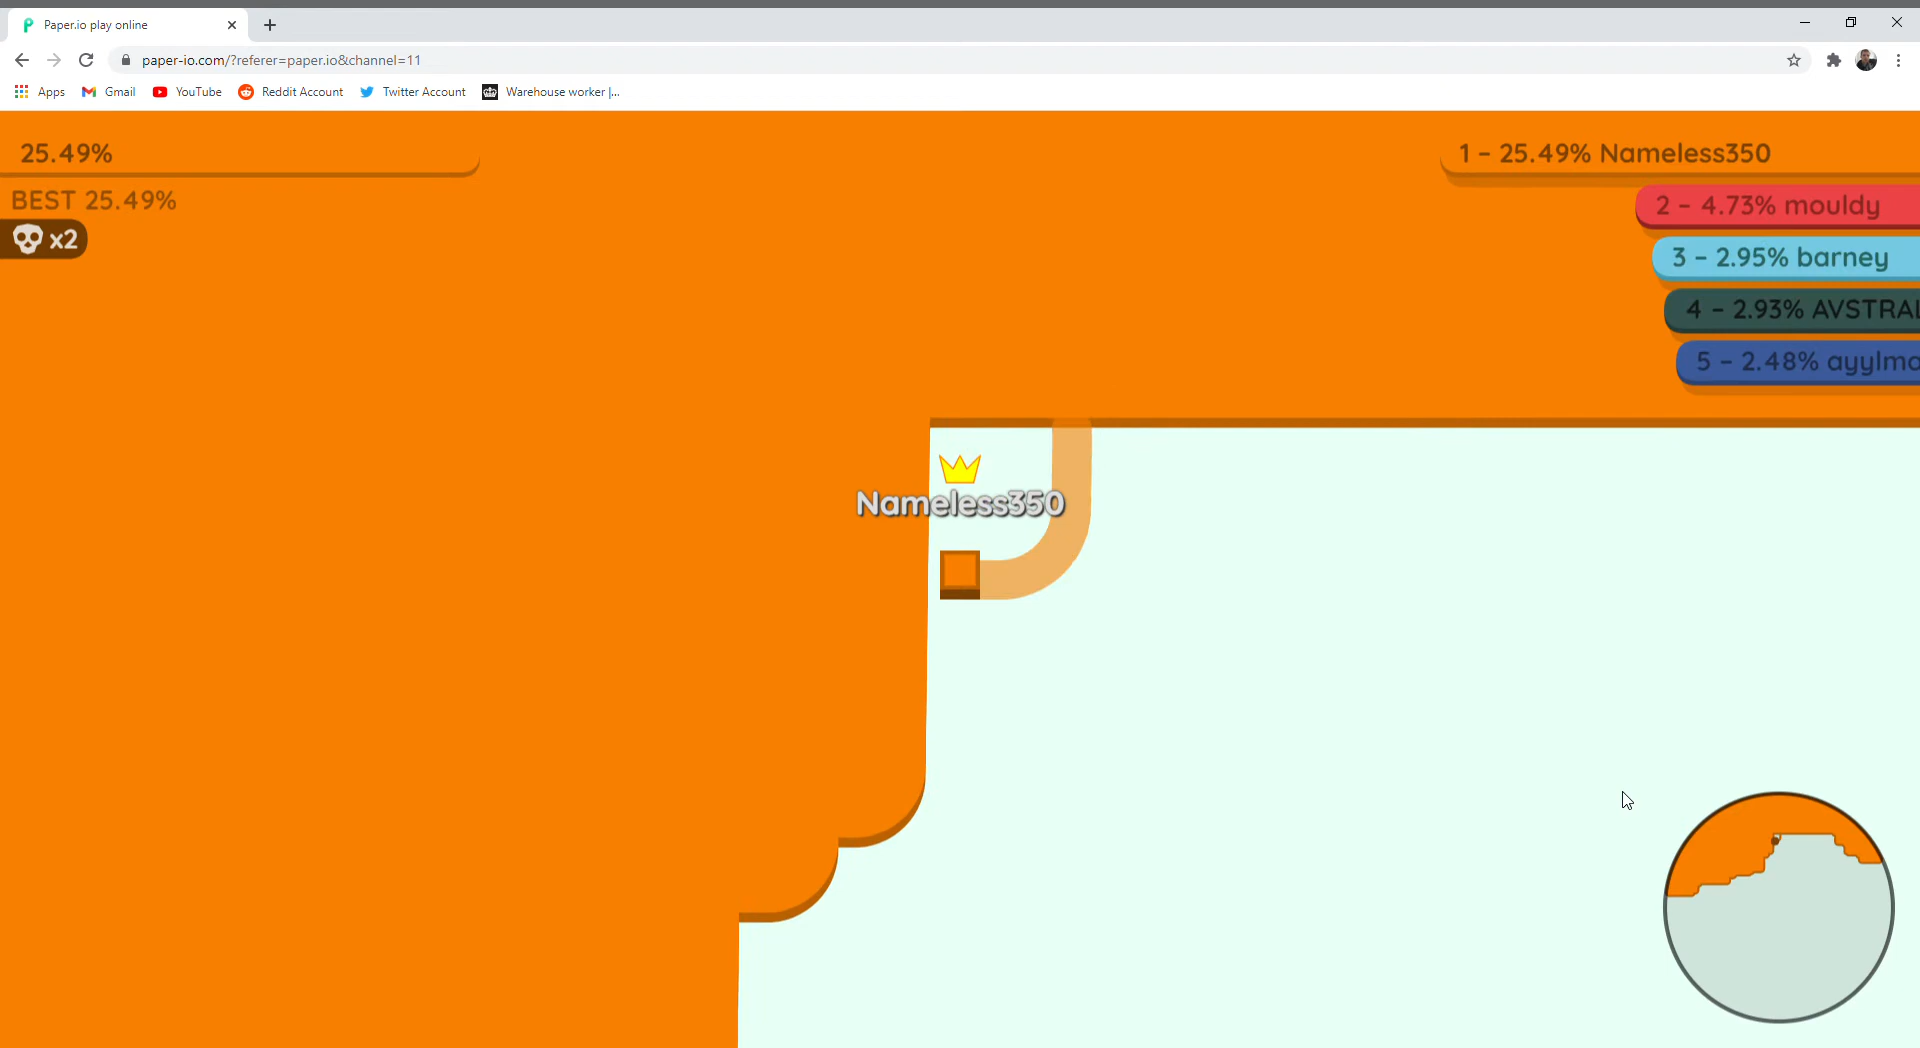 Paper.io play online
paper-io.com/?referer=paper.io&channel=11
Apps Gmail YouTube Reddit Account Twitter Account Warehouse worker |...
25.49%
BEST 25.49%
x2
1 – 25.49% Nameless350
2 – 4.73% mouldy
3 – 2.95% barney
4 – 2.93% AVSTRAL
5 – 2.48% ayylmo
Nameless350